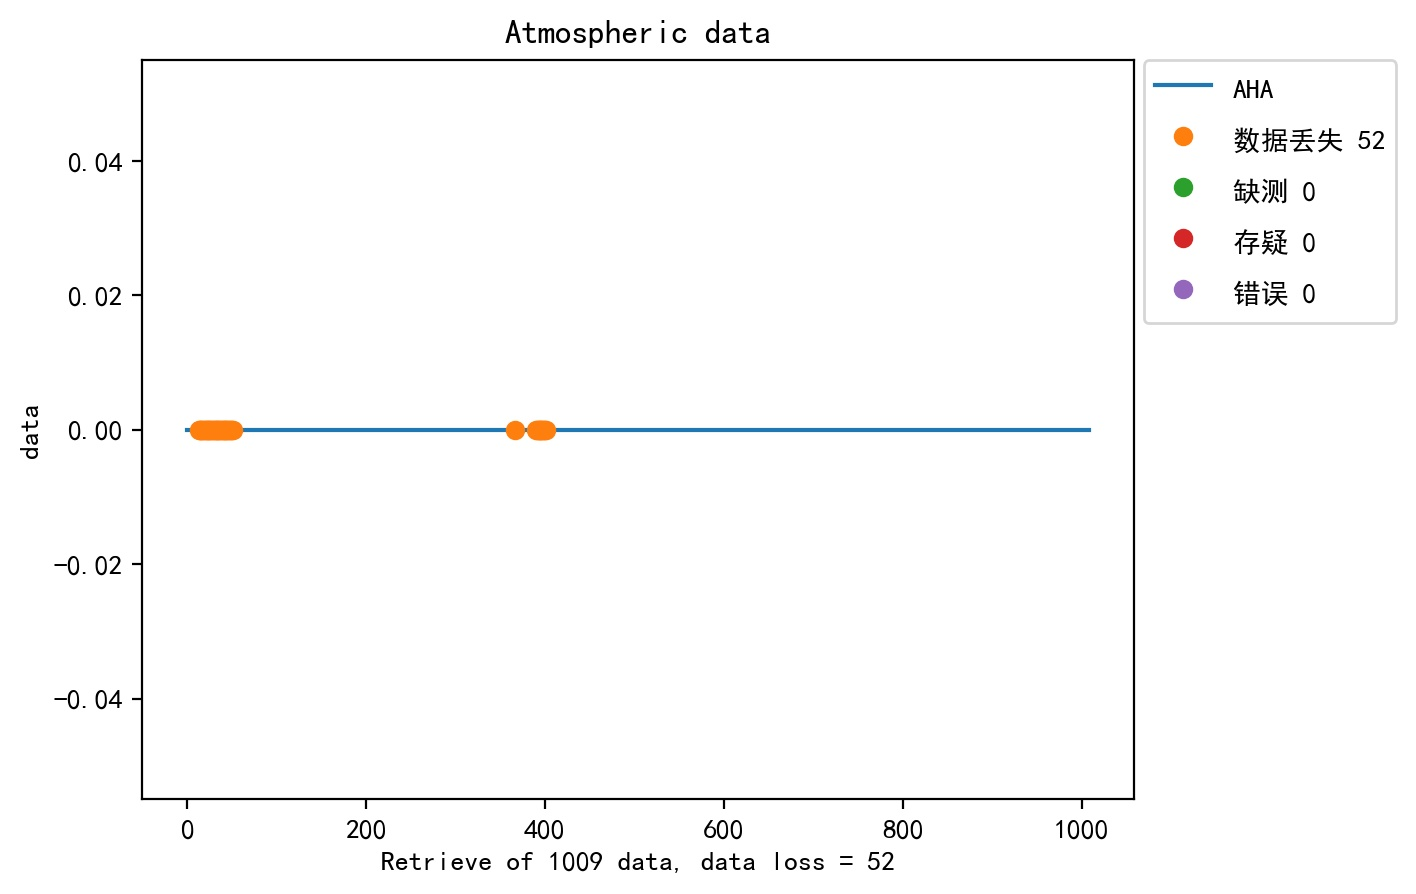 Atmospheric data
AHA
数据丢失 52
缺测 0
存疑 0
错误 0
0.04
0.02
0.00
-0.02
-0.04
data
0 200 400 600 800 1000
Retrieve of 1009 data, data loss = 52